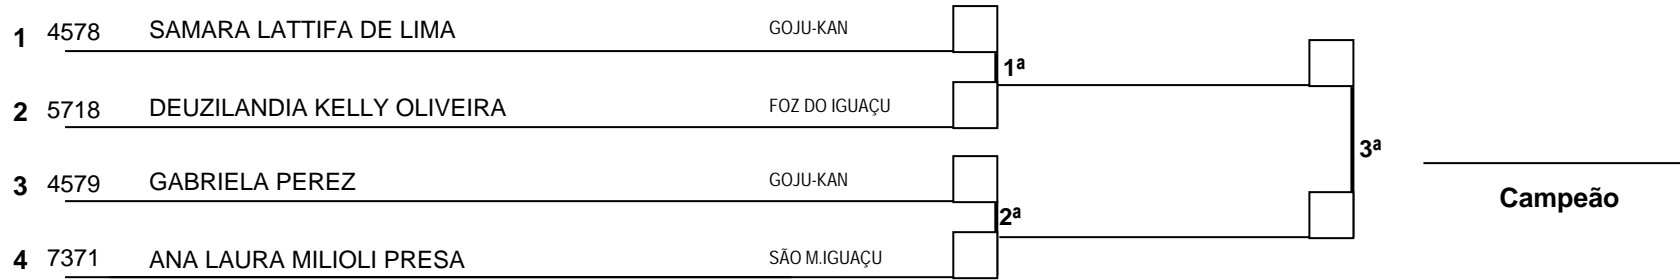 1 4578 SAMARA LATTIFA DE LIMA GOJU-KAN
1ª
2 5718 DEUZILANDIA KELLY OLIVEIRA FOZ DO IGUAÇU
3ª
3 4579 GABRIELA PEREZ GOJU-KAN
Campeão
2ª
4 7371 ANA LAURA MILIOLI PRESA SÃO M.IGUAÇU